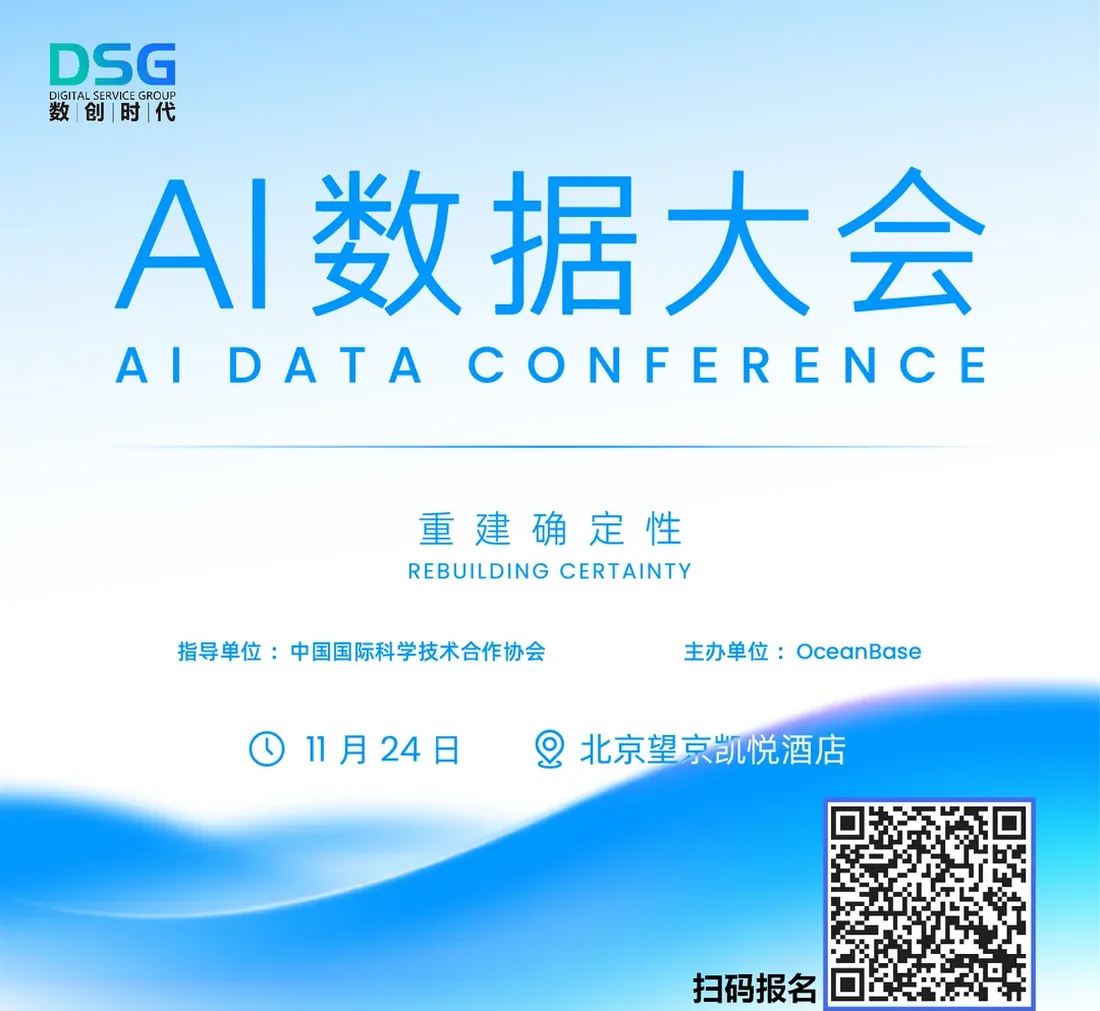 DSG
DIGITAL SERVICE GROUP
数|创|时|代
AI数据大会
AI DATA CONFERENCE
重建确定性
REBUILDING CERTAINTY
指导单位：中国国际科学技术合作协会 主办单位：OceanBase
11月24日 北京望京凯悦酒店
扫码报名